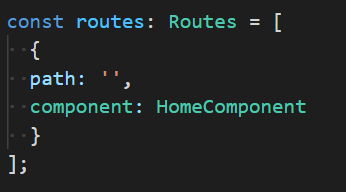 const routes: Routes = [
  {
  path: '',
  component: HomeComponent
  }
];